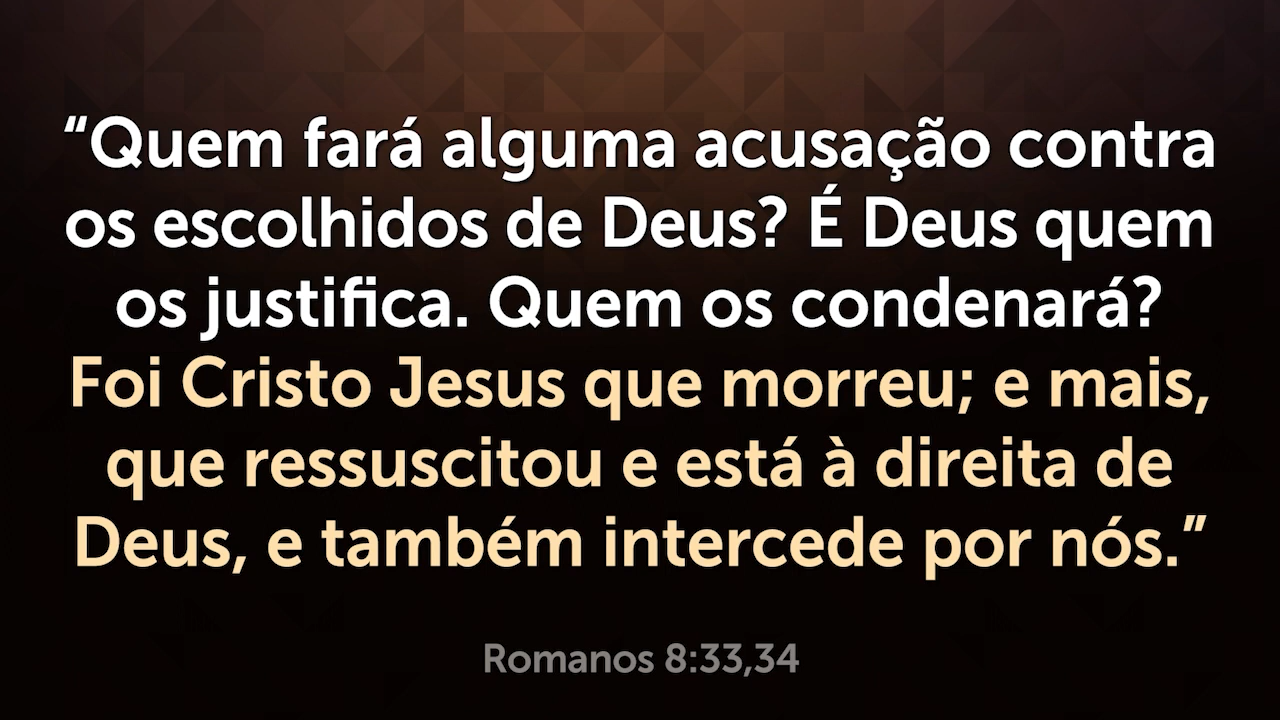 “Quem fará alguma acusação contra
os escolhidos de Deus? É Deus quem
os justifica. Quem os condenará?
Foi Cristo Jesus que morreu; e mais,
que ressuscitou e está à direita de
Deus, e também intercede por nós.”
Romanos 8:33,34